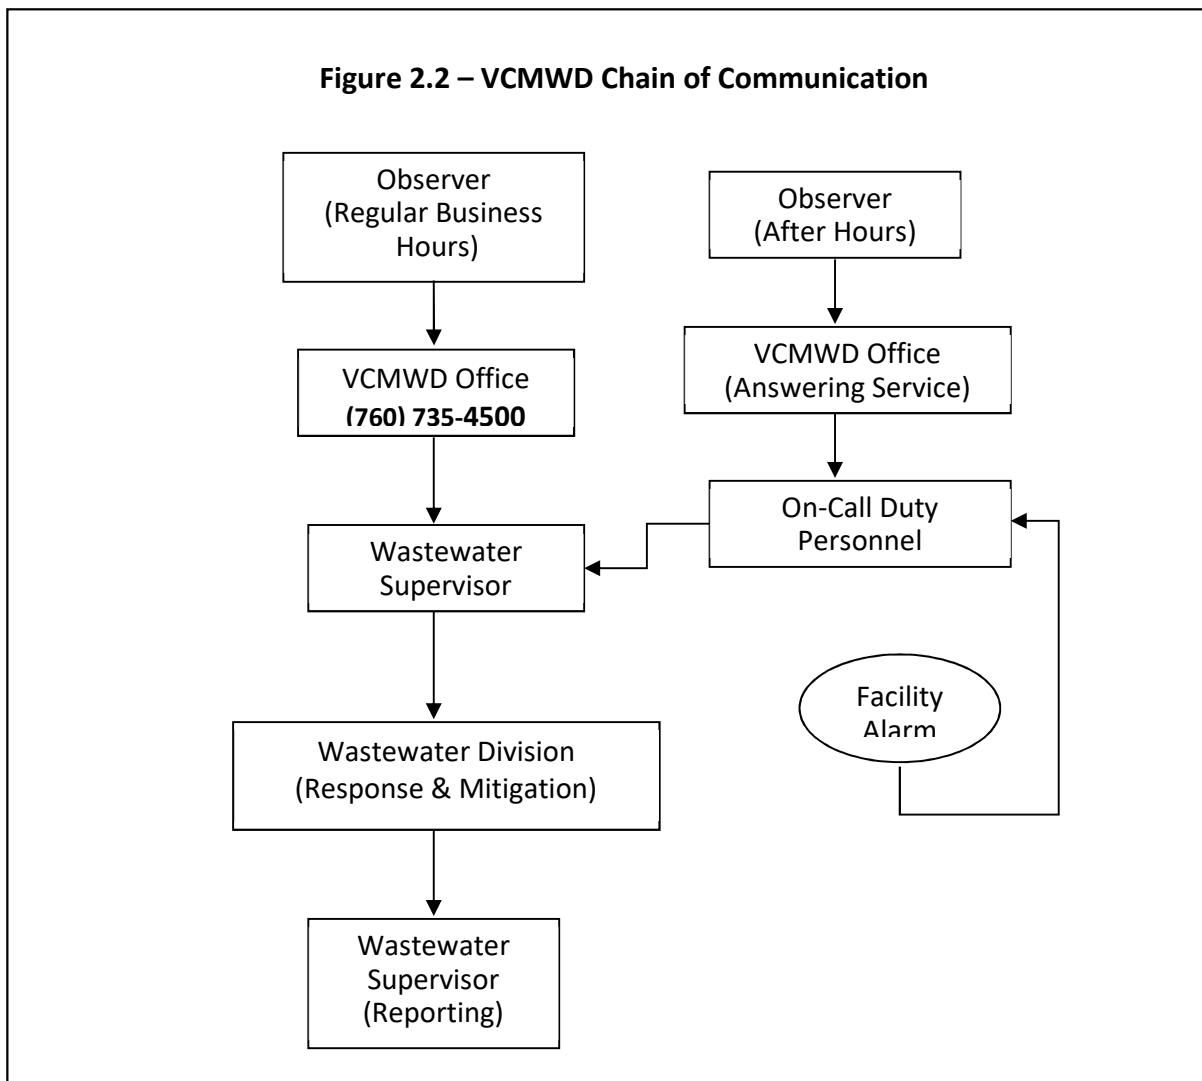 Figure 2.2 – VCMWD Chain of Communication
Observer
(Regular Business
Hours)
Observer
(After Hours)
VCMWD Office
(760) 735-4500
VCMWD Office
(Answering Service)
On-Call Duty
Personnel
Wastewater
Supervisor
Facility
Alarm
Wastewater Division
(Response & Mitigation)
Wastewater
Supervisor
(Reporting)